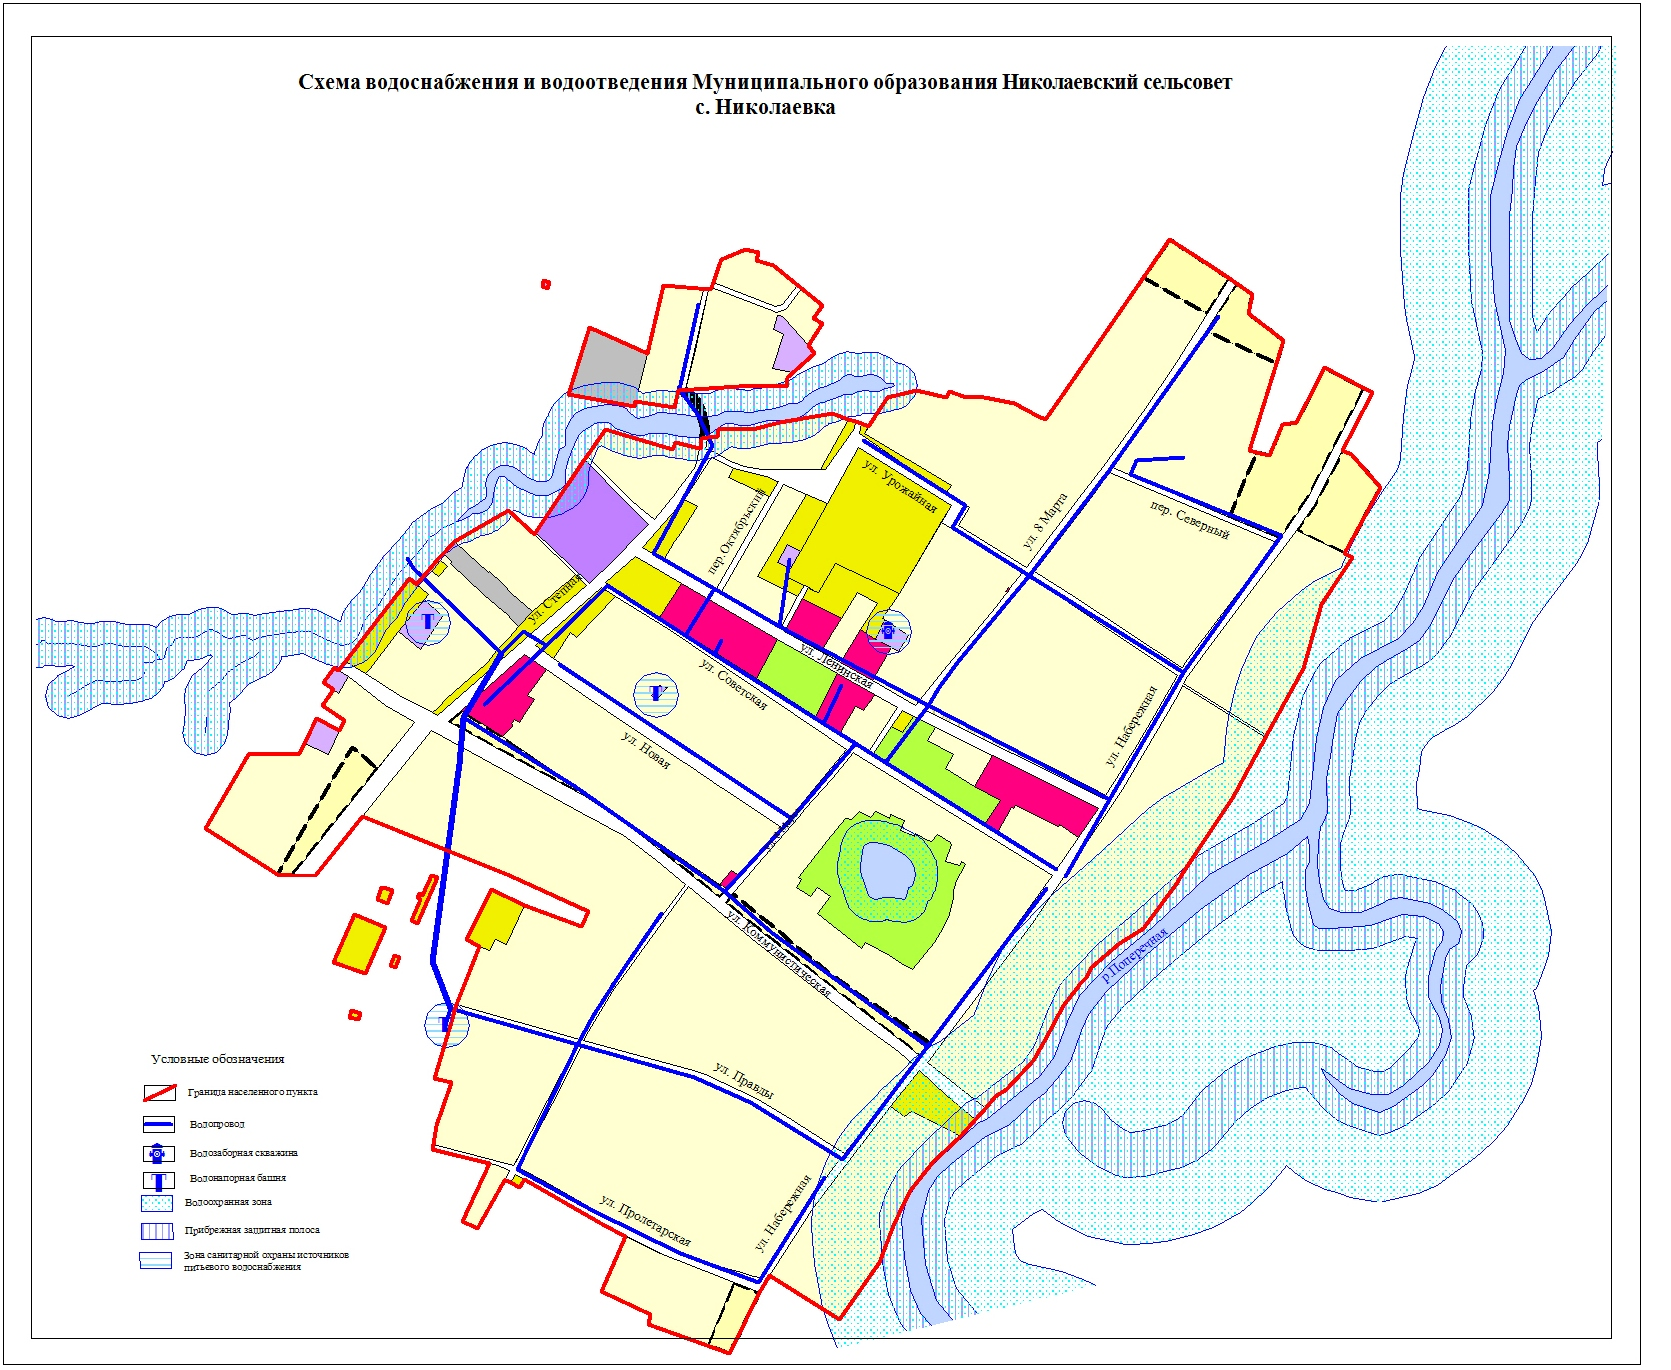 Схема водоснабжения и водоотведения Муниципального образования Николаевский сельсовет
с. Николаевка
ул. Урожайная
пер. Октябрьский
ул. 8 Марта
пер. Северный
ул. Степная
ул. Ленинская
ул. Советская
ул. Набережная
ул. Новая
ул. Коммунистическая
р.Поперечная
ул. Правды
ул. Пролетарская
ул. Набережная
Условные обозначения
Граница населенного пункта
Водопровод
Водозаборная скважина
Водонапорная башня
Водоохранная зона
Прибрежная защитная полоса
Зона санитарной охраны источников
питьевого водоснабжения